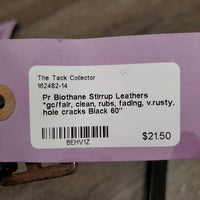 The Tack Collector
162482-14
Pr Biothane Stirrup Leathers
*gc/fair, clean, rubs, fading, v.rusty,
hole cracks Black 60"
$21.50
BEHV1Z